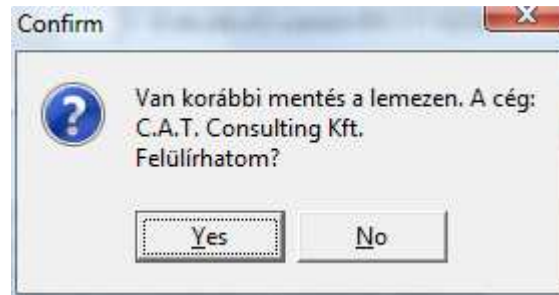 Confirm
Van korábbi mentés a lemezen. A cég:
C.A.T. Consulting Kft.
Felülírhatom?
Yes
No